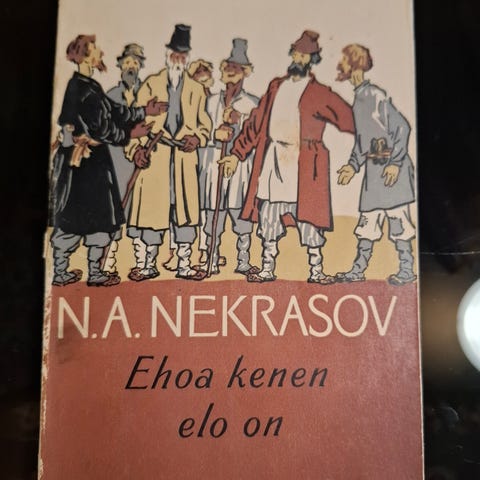 N.A. NEKRASOV
Ehoa kenen
elo on